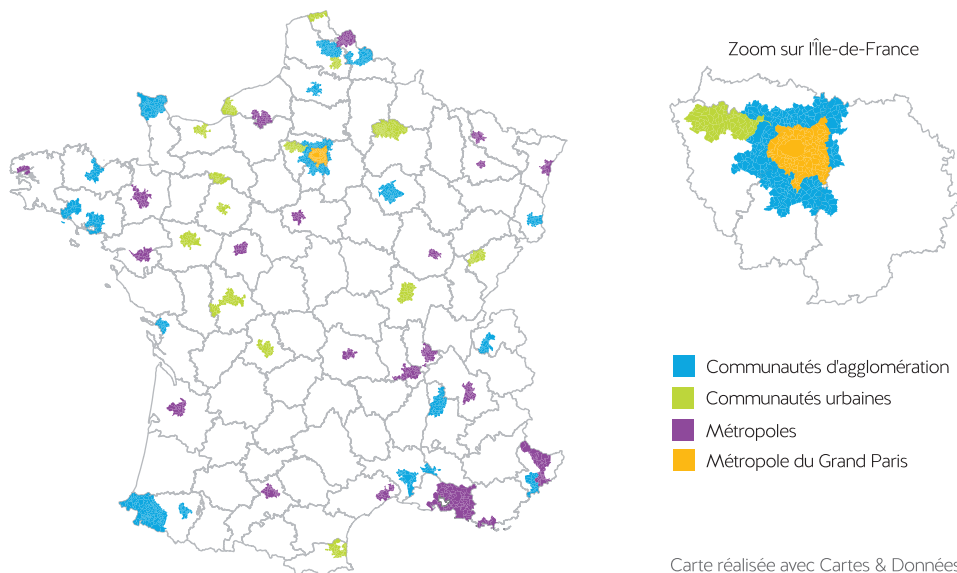 Zoom sur l'Île-de-France
Communautés d'agglomération
Communautés urbaines
Métropoles
Métropole du Grand Paris
Carte réalisée avec Cartes & Données